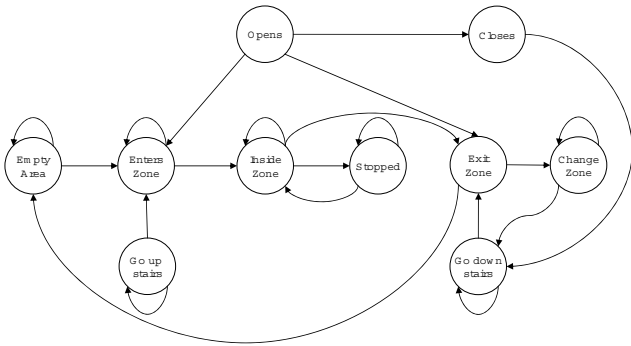 Opens
Closes
Empty
Area
Enters
Zone
Inside
Zone
Stopped
Exit
Zone
Change
Zone
Go up
stairs
Go down
stairs